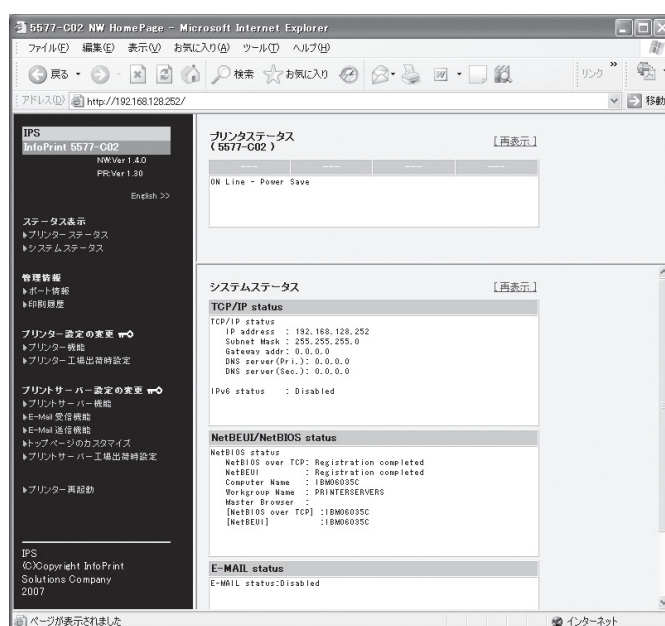 5577-C02 NW HomePage - Microsoft Internet Explorer
ファイル(F) 編集(E) 表示(V) お気に入り(A) ツール(T) ヘルプ(H)
戻る 検索 お気に入り リンク »
アドレス(D) http://192.168.128.252/ 移動
IPS
InfoPrint 5577-C02
NW:Ver 1.4.0
PR:Ver 1.30
English >>
ステータス表示
プリンターステータス
システムステータス
管理情報
ポート情報
印刷履歴
プリンター設定の変更
プリンター機能
プリンター工場出荷時設定
プリントサーバー設定の変更
プリントサーバー機能
E-Mail 受信機能
E-Mail 送信機能
トップページのカスタマイズ
プリントサーバー工場出荷時設定
プリンター再起動
IPS
(C)Copyright InfoPrint
Solutions Company
2007
プリンタステータス
( 5577-C02 )
[再表示]
--- --- --- ---
ON Line - Power Save
システムステータス [再表示]
TCP/IP status
TCP/IP status
IP address : 192.168.128.252
Subnet Mask : 255.255.255.0
Gateway addr: 0.0.0.0
DNS server(Pri.): 0.0.0.0
DNS server(Sec.): 0.0.0.0
IPv6 status : Disabled
NetBEUI/NetBIOS status
NetBIOS status
NetBIOS over TCP: Registration completed
NetBEUI : Registration completed
Computer Name : IBM06035C
Workgroup Name : PRINTERSERVERS
Master Browser :
[NetBIOS over TCP] :IBM06035C
[NetBEUI] :IBM06035C
E-MAIL status
E-MAIL status:Disabled
ページが表示されました インターネット